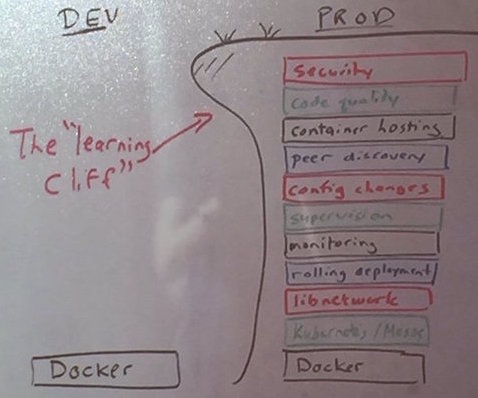 DEV
PROD
security
code quality
container hosting
The "learning
Cliff"
peer discovery
config changes
supervision
monitoring
rolling deployment
libnetwork
Kubernetes/Mesos
Docker
Docker